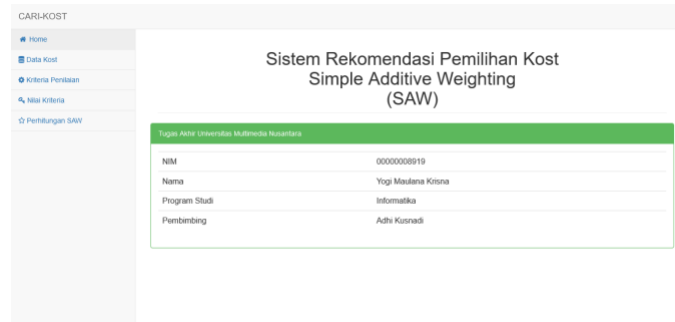 CARI-KOST
Home
Data Kost
Kriteria Penilaian
Nilai Kriteria
Perhitungan SAW
Sistem Rekomendasi Pemilihan Kost
Simple Additive Weighting
(SAW)
Tugas Akhir Universitas Multimedia Nusantara
NIM 00000008919
Nama Yogi Maulana Krisna
Program Studi Informatika
Pembimbing Adhi Kusnadi